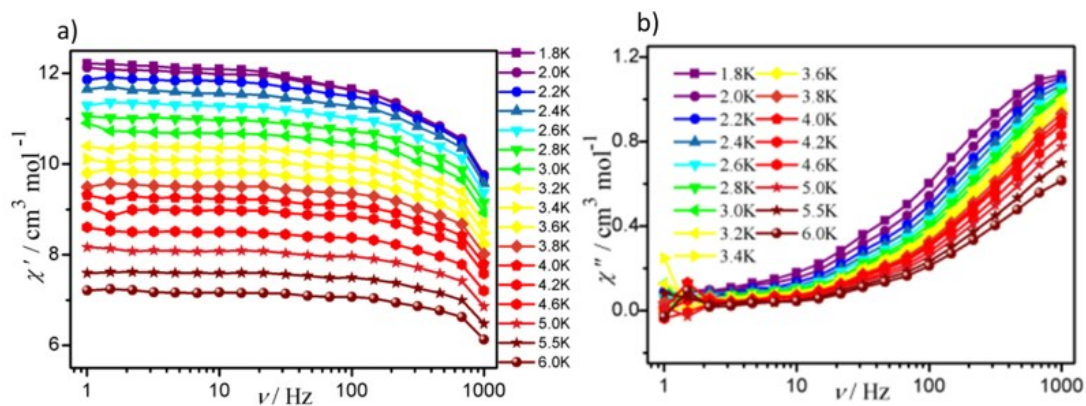 a)
χ′ / cm³ mol⁻¹
12
10
8
6
1
10
100
1000
ν / Hz
1.8K
2.0K
2.2K
2.4K
2.6K
2.8K
3.0K
3.2K
3.4K
3.6K
3.8K
4.0K
4.2K
4.6K
5.0K
5.5K
6.0K
b)
χ″ / cm³ mol⁻¹
1.2
0.8
0.4
0.0
1
10
100
1000
ν / Hz
1.8K
2.0K
2.2K
2.4K
2.6K
2.8K
3.0K
3.2K
3.4K
3.6K
3.8K
4.0K
4.2K
4.6K
5.0K
5.5K
6.0K